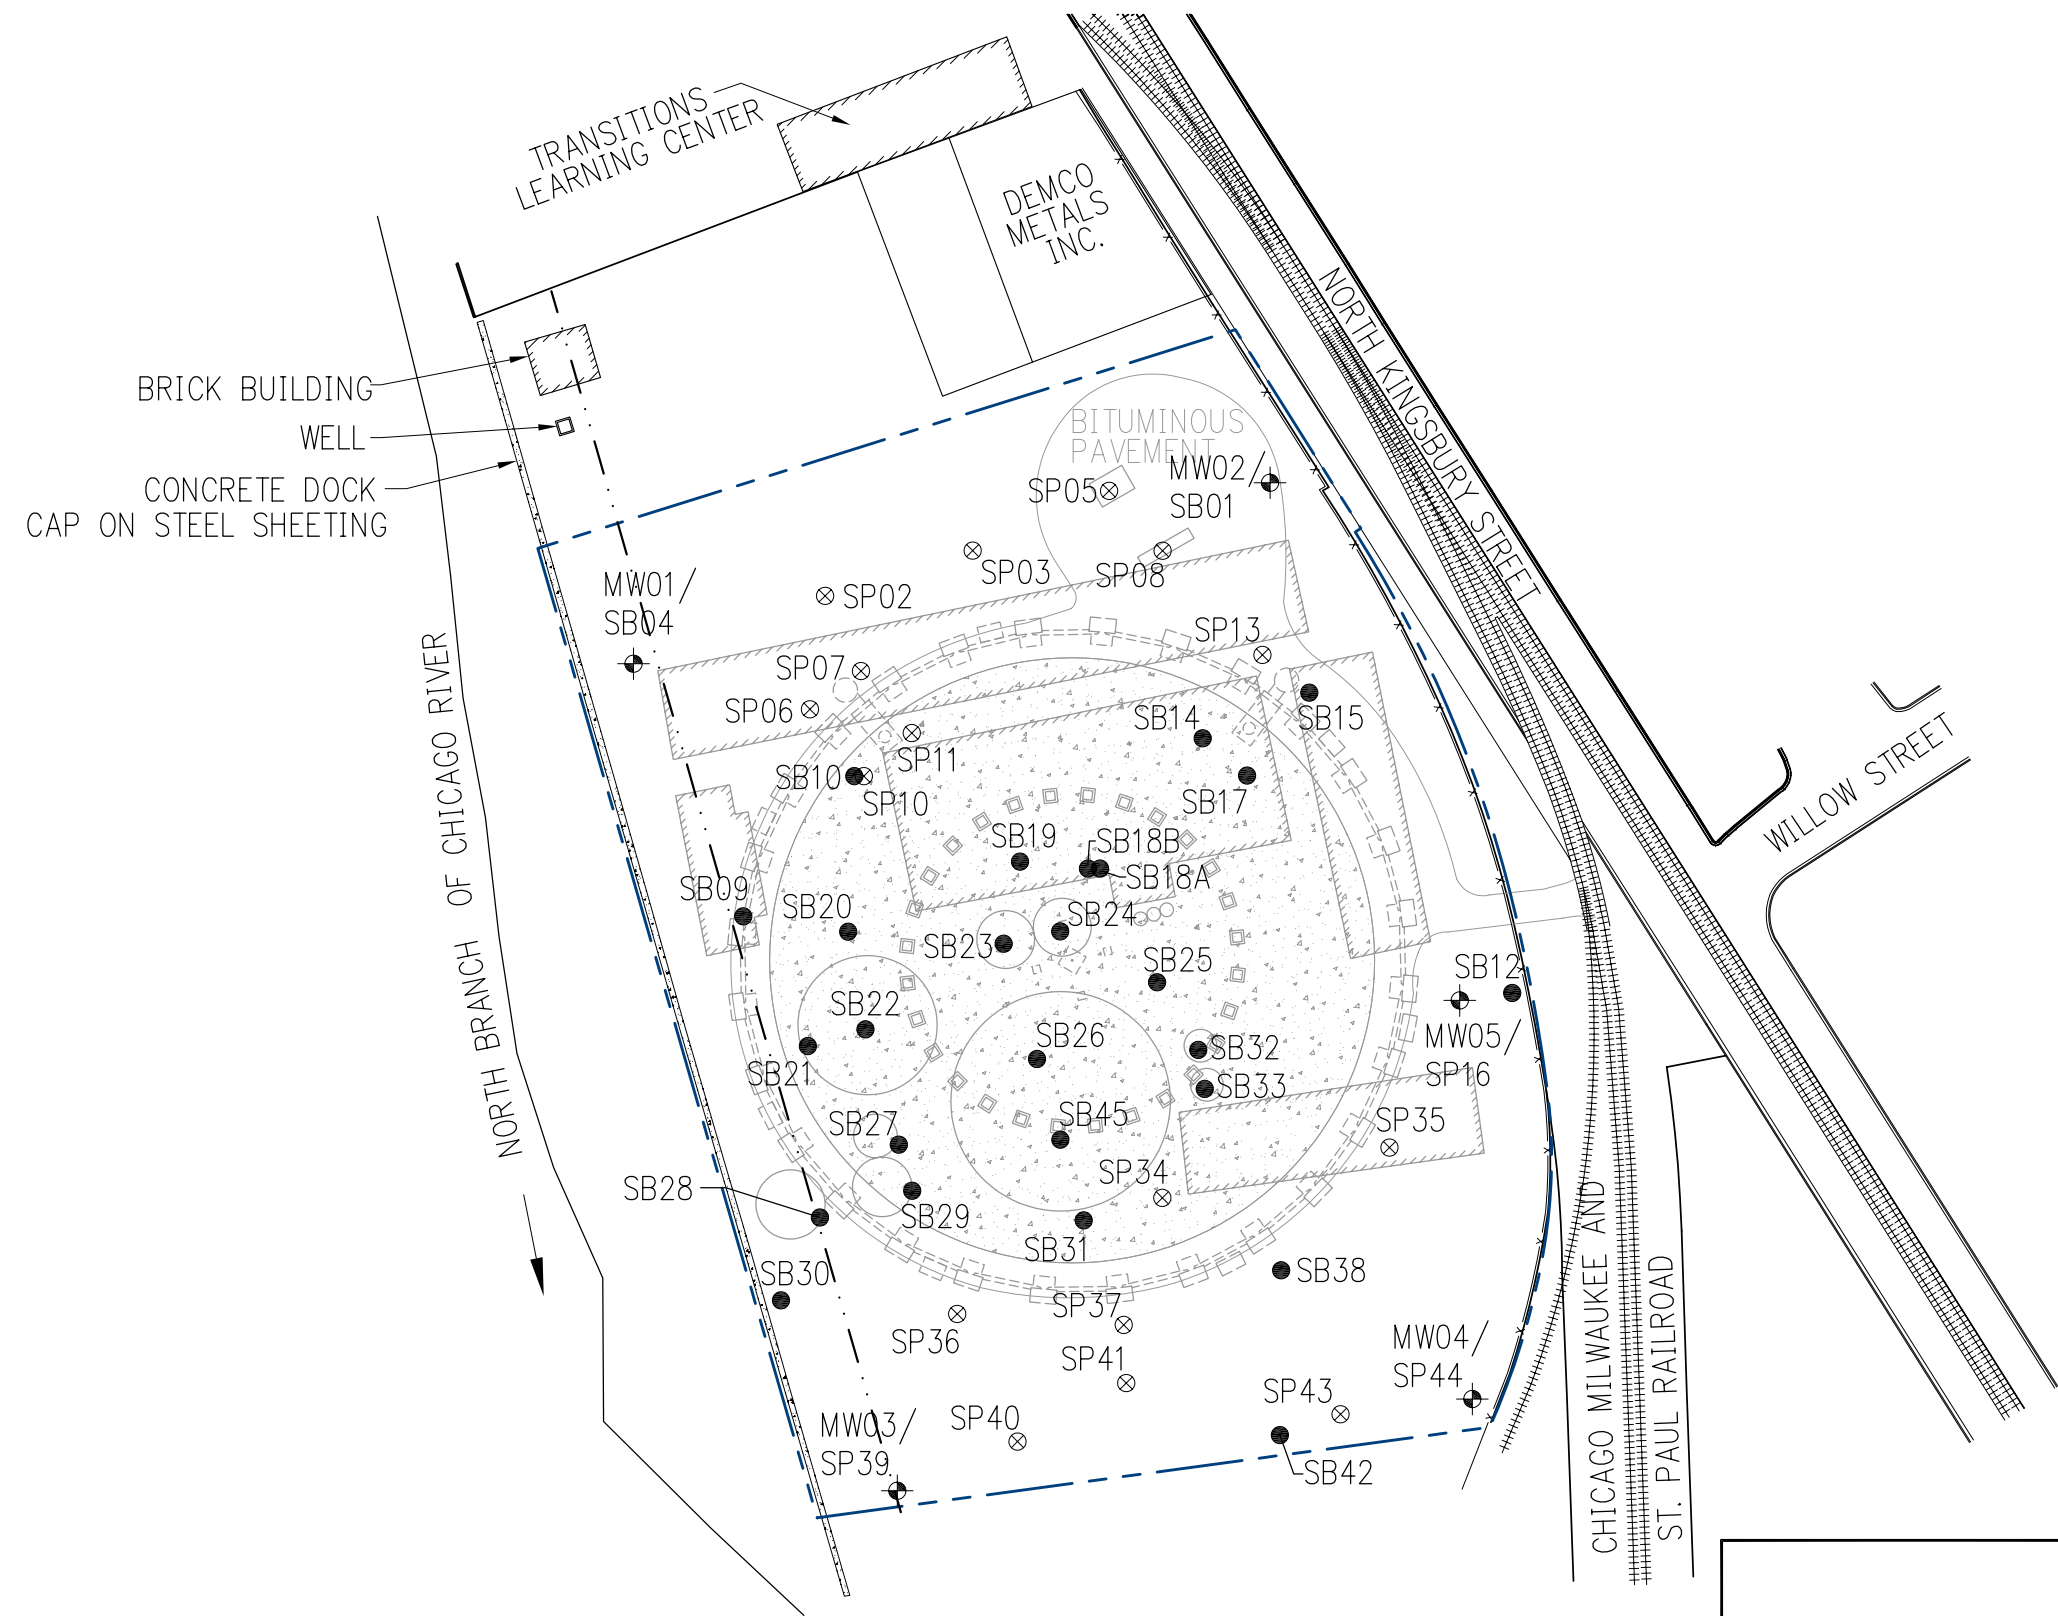 TRANSITIONS
LEARNING CENTER
DEMCO
METALS
INC.
NORTH KINGSBURY STREET
BRICK BUILDING
WELL
CONCRETE DOCK
CAP ON STEEL SHEETING
BITUMINOUS
PAVEMENT
MW02/
SB01
SP05
SP03
SP08
SP02
MW01/
SB04
SP13
SP07
SP06
SP11
SB14
SB15
SB10
SP10
SB17
WILLOW STREET
NORTH BRANCH OF CHICAGO RIVER
SB19
SB18B
SB18A
SB09
SB20
SB24
SB23
SB25
SB12
SB22
MW05/
SP16
SB26
SB32
SB21
SB33
SB27
SB45
SP35
SP34
SB28
SB29
SB31
SB30
SB38
SP37
SP36
SP41
MW04/
SP44
SP43
SP40
MW03/
SP39
SB42
CHICAGO MILWAUKEE AND
ST. PAUL RAILROAD